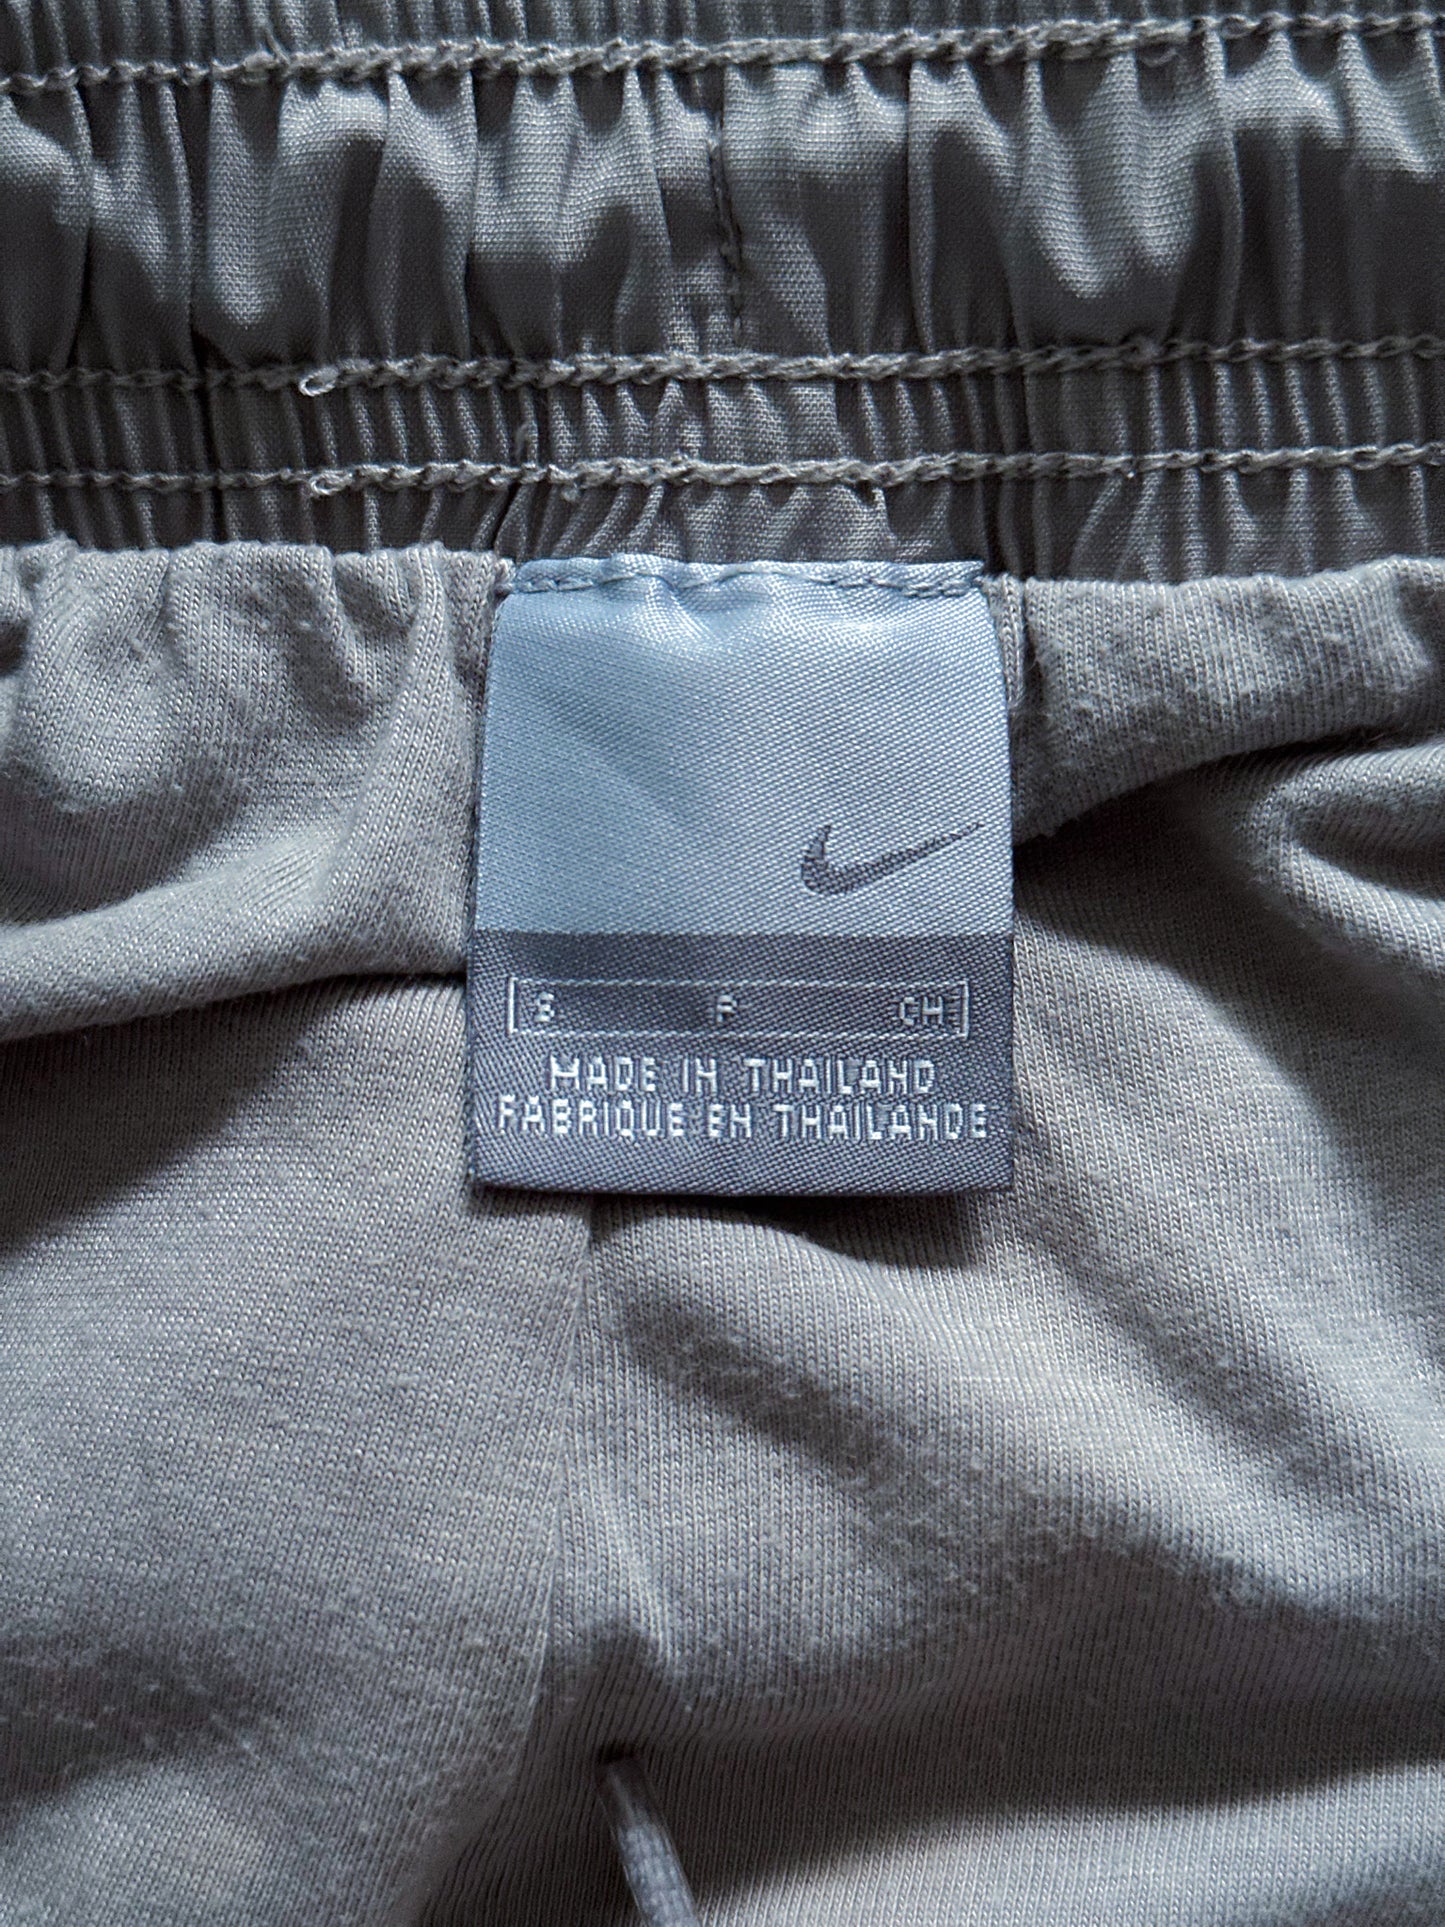 S P CH
MADE IN THAILAND
FABRIQUE EN THAILANDE